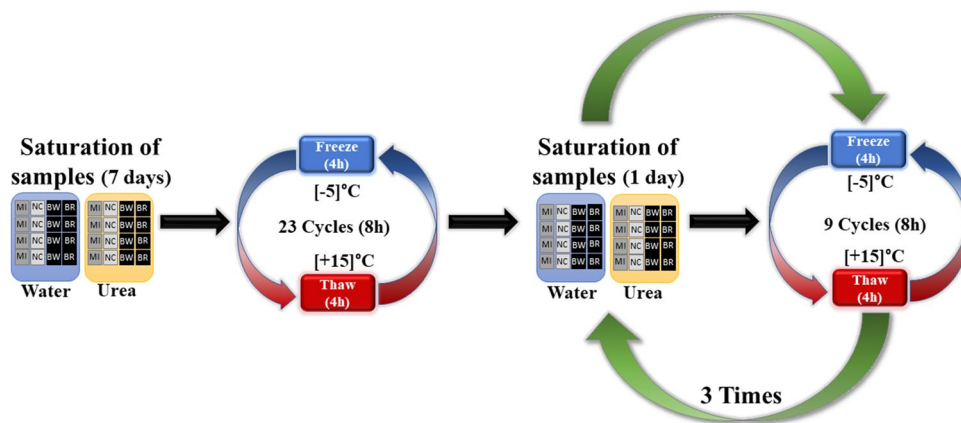 Saturation of
samples (7 days)
MI NC BW BR MI NC BW BR
MI NC BW BR MI NC BW BR
MI NC BW BR MI NC BW BR
MI NC BW BR MI NC BW BR
Water Urea
Freeze
(4h)
[-5]°C
23 Cycles (8h)
[+15]°C
Thaw
(4h)
Saturation of
samples (1 day)
MI NC BW BR MI NC BW BR
MI NC BW BR MI NC BW BR
MI NC BW BR MI NC BW BR
MI NC BW BR MI NC BW BR
Water Urea
Freeze
(4h)
[-5]°C
9 Cycles (8h)
[+15]°C
Thaw
(4h)
3 Times